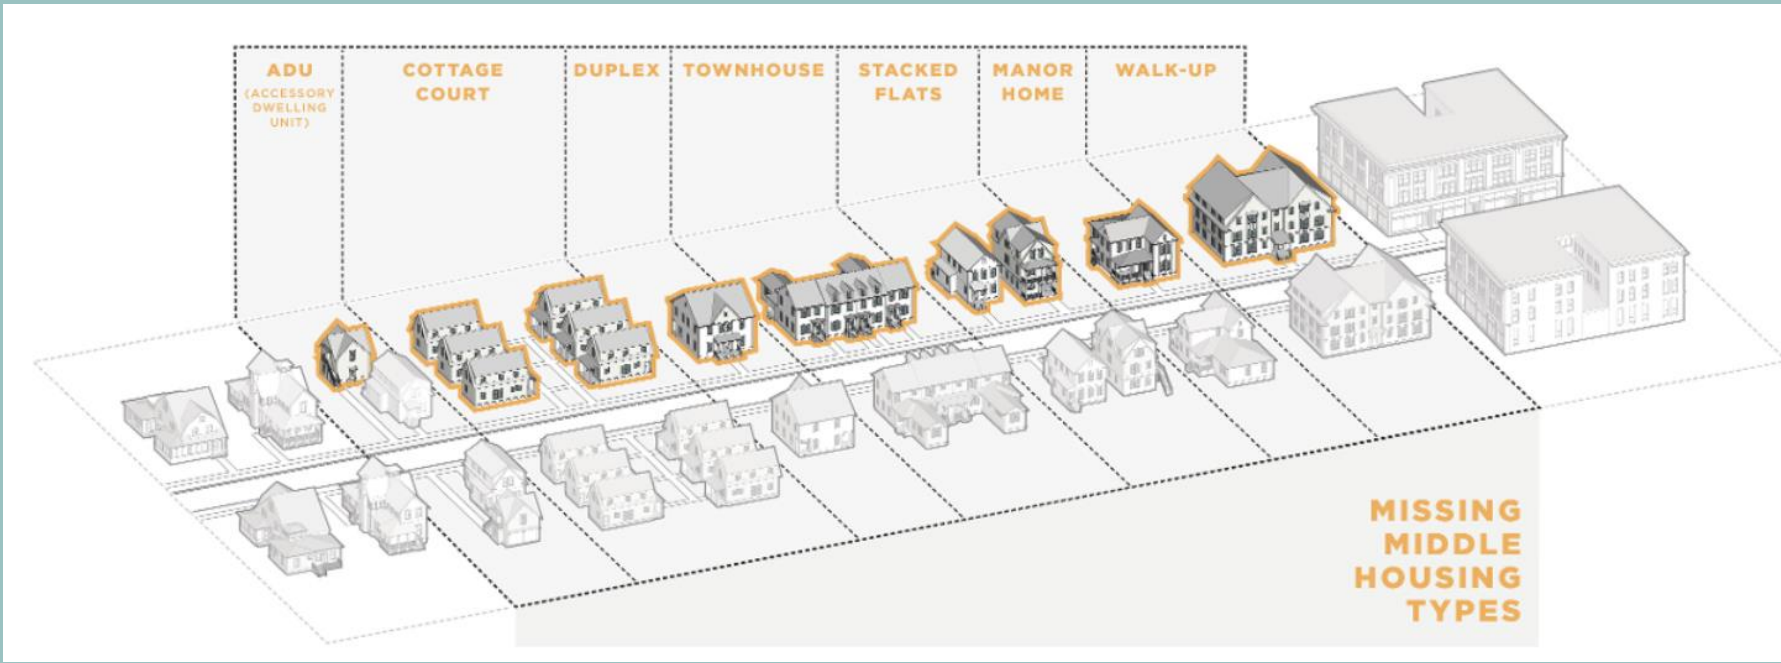 ADU
(ACCESSORY
DWELLING
UNIT)
COTTAGE
COURT
DUPLEX
TOWNHOUSE
STACKED
FLATS
MANOR
HOME
WALK-UP
MISSING
MIDDLE
HOUSING
TYPES